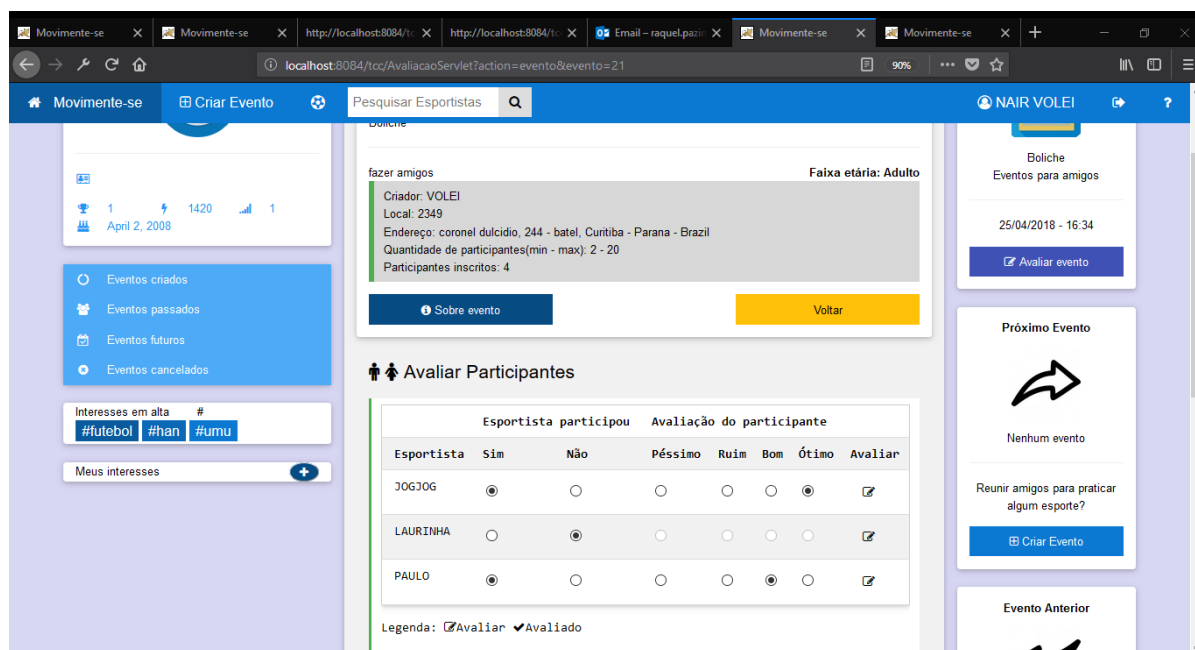 Movimente-se
Movimente-se
http://localhost:8084/tc
http://localhost:8084/to
Email – raquel.pazin
Movimente-se
Movimente-se
localhost:8084/tcc/AvaliacaoServlet?action=evento&evento=21
90%
Movimente-se
Criar Evento
Pesquisar Esportistas
NAIR VOLEI
?
1 1420 1
April 2, 2008
Eventos criados
Eventos passados
Eventos futuros
Eventos cancelados
Interesses em alta #
#futebol #han #umu
Meus interesses
Boliche
fazer amigos Faixa etária: Adulto
Criador: VOLEI
Local: 2349
Endereço: coronel dulcidio, 244 - batel, Curitiba - Parana - Brazil
Quantidade de participantes(min - max): 2 - 20
Participantes inscritos: 4
Sobre evento
Voltar
Avaliar Participantes
Esportista participou Avaliação do participante
Esportista Sim Não Péssimo Ruim Bom Ótimo Avaliar
JOGJOG
LAURINHA
PAULO
Legenda: Avaliar Avaliado
Boliche
Eventos para amigos
25/04/2018 - 16:34
Avaliar evento
Próximo Evento
Nenhum evento
Reunir amigos para praticar
algum esporte?
Criar Evento
Evento Anterior